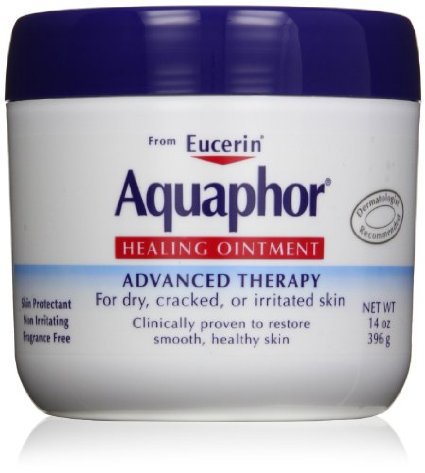 From Eucerin®
Aquaphor®
HEALING OINTMENT
Dermatologist
Recommended
ADVANCED THERAPY
For dry, cracked, or irritated skin
Clinically proven to restore
smooth, healthy skin
Skin Protectant
Non Irritating
Fragrance Free
NET WT
14 oz
396 g